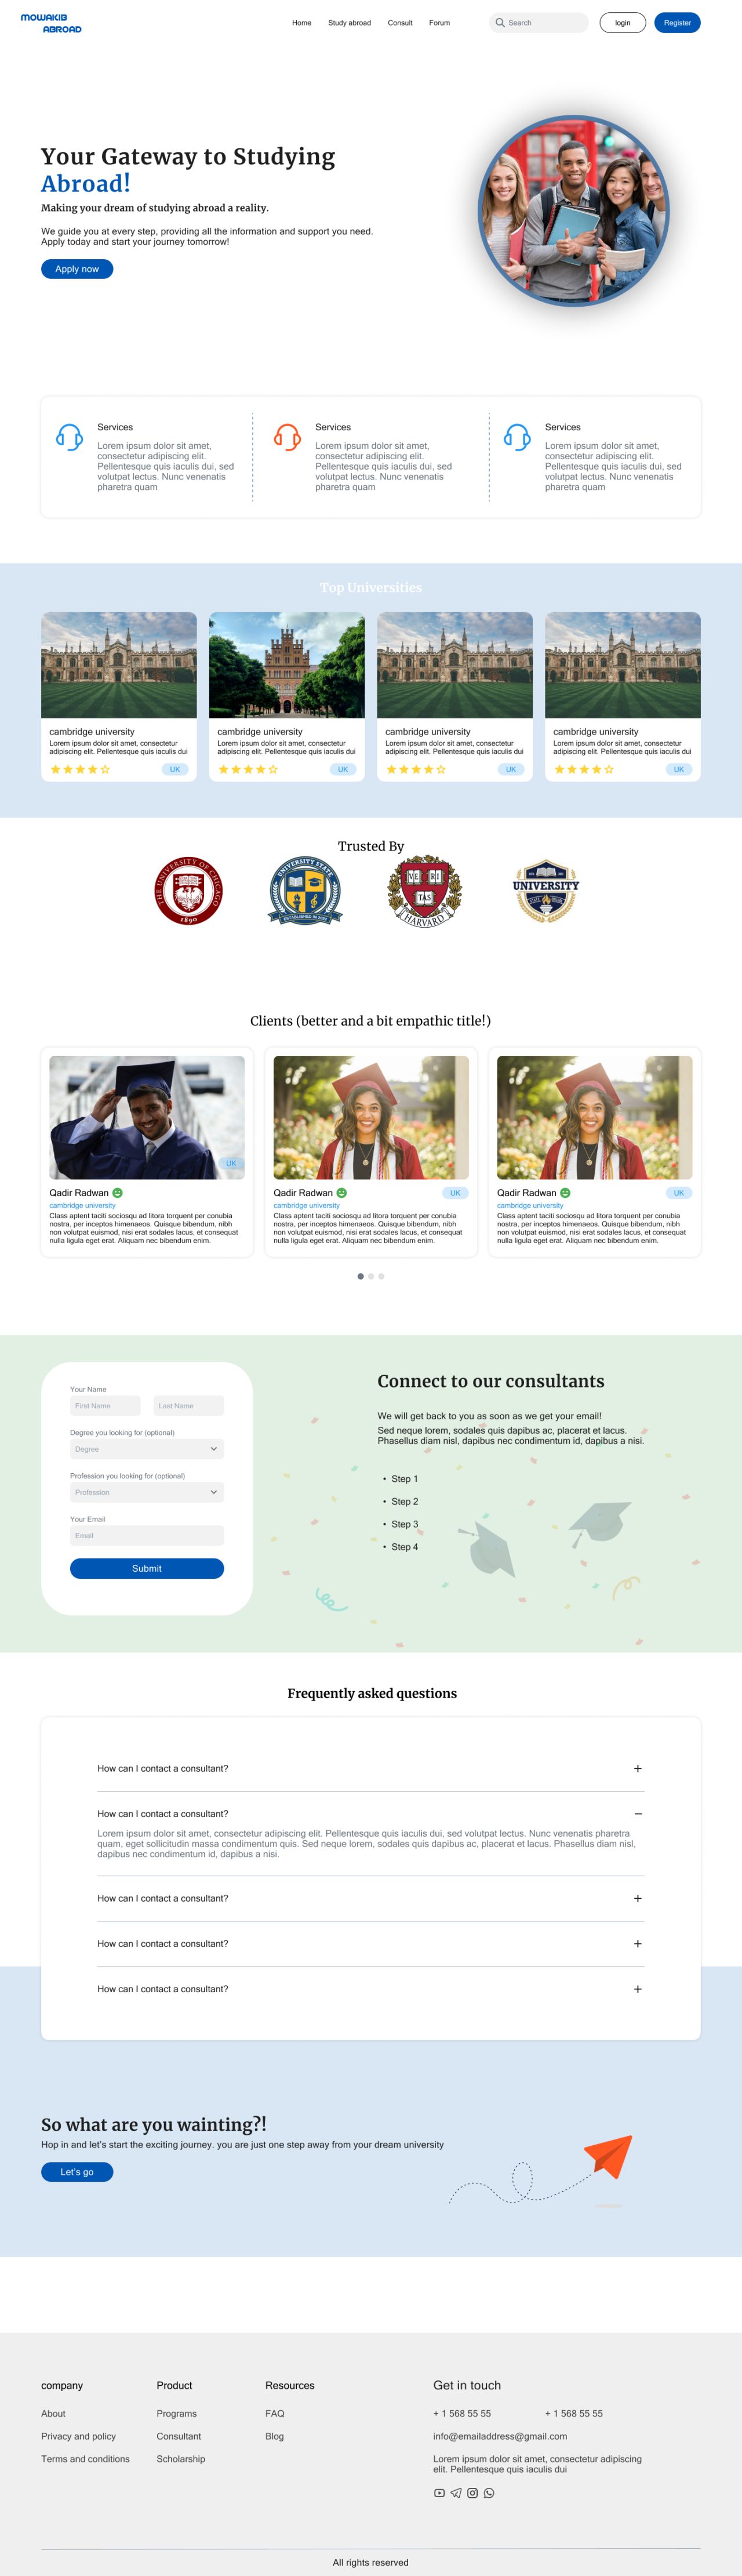 MOWAKIB
ABROAD
Home Study abroad Consult Forum Search login Register
Your Gateway to Studying
Abroad!
Making your dream of studying abroad a reality.
We guide you at every step, providing all the information and support you need.
Apply today and start your journey tomorrow!
Apply now
Services
Lorem ipsum dolor sit amet,
consectetur adipiscing elit.
Pellentesque quis iaculis dui, sed
volutpat lectus. Nunc venenatis
pharetra quam
Services
Lorem ipsum dolor sit amet,
consectetur adipiscing elit.
Pellentesque quis iaculis dui, sed
volutpat lectus. Nunc venenatis
pharetra quam
Services
Lorem ipsum dolor sit amet,
consectetur adipiscing elit.
Pellentesque quis iaculis dui, sed
volutpat lectus. Nunc venenatis
pharetra quam
Top Universities
cambridge university
Lorem ipsum dolor sit amet, consectetur
adipiscing elit. Pellentesque quis iaculis dui
UK
cambridge university
Lorem ipsum dolor sit amet, consectetur
adipiscing elit. Pellentesque quis iaculis dui
UK
cambridge university
Lorem ipsum dolor sit amet, consectetur
adipiscing elit. Pellentesque quis iaculis dui
UK
cambridge university
Lorem ipsum dolor sit amet, consectetur
adipiscing elit. Pellentesque quis iaculis dui
UK
Trusted By
THE UNIVERSITY OF CHICAGO
1890
UNIVERSITY STATE
ESTABLISHED IN
VE RI
TAS
HARVARD
UNIVERSITY
Clients (better and a bit empathic title!)
UK
Qadir Radwan
cambridge university
Class aptent taciti sociosqu ad litora torquent per conubia
nostra, per inceptos himenaeos. Quisque bibendum, nibh
non volutpat euismod, nisi erat sodales lacus, et consequat
nulla ligula eget erat. Aliquam nec bibendum enim.
Qadir Radwan UK
cambridge university
Class aptent taciti sociosqu ad litora torquent per conubia
nostra, per inceptos himenaeos. Quisque bibendum, nibh
non volutpat euismod, nisi erat sodales lacus, et consequat
nulla ligula eget erat. Aliquam nec bibendum enim.
Qadir Radwan UK
cambridge university
Class aptent taciti sociosqu ad litora torquent per conubia
nostra, per inceptos himenaeos. Quisque bibendum, nibh
non volutpat euismod, nisi erat sodales lacus, et consequat
nulla ligula eget erat. Aliquam nec bibendum enim.
Your Name
First Name Last Name
Degree you looking for (optional)
Degree
Profession you looking for (optional)
Profession
Your Email
Email
Submit
Connect to our consultants
We will get back to you as soon as we get your email!
Sed neque lorem, sodales quis dapibus ac, placerat et lacus.
Phasellus diam nisl, dapibus nec condimentum id, dapibus a nisi.
• Step 1
• Step 2
• Step 3
• Step 4
Frequently asked questions
How can I contact a consultant? +
How can I contact a consultant? −
Lorem ipsum dolor sit amet, consectetur adipiscing elit. Pellentesque quis iaculis dui, sed volutpat lectus. Nunc venenatis pharetra
quam, eget sollicitudin massa condimentum quis. Sed neque lorem, sodales quis dapibus ac, placerat et lacus. Phasellus diam nisl,
dapibus nec condimentum id, dapibus a nisi.
How can I contact a consultant? +
How can I contact a consultant? +
How can I contact a consultant? +
So what are you wainting?!
Hop in and let's start the exciting journey. you are just one step away from your dream university
Let's go
company
About
Privacy and policy
Terms and conditions
Product
Programs
Consultant
Scholarship
Resources
FAQ
Blog
Get in touch
+ 1 568 55 55 + 1 568 55 55
info@emailaddress@gmail.com
Lorem ipsum dolor sit amet, consectetur adipiscing
elit. Pellentesque quis iaculis dui
All rights reserved